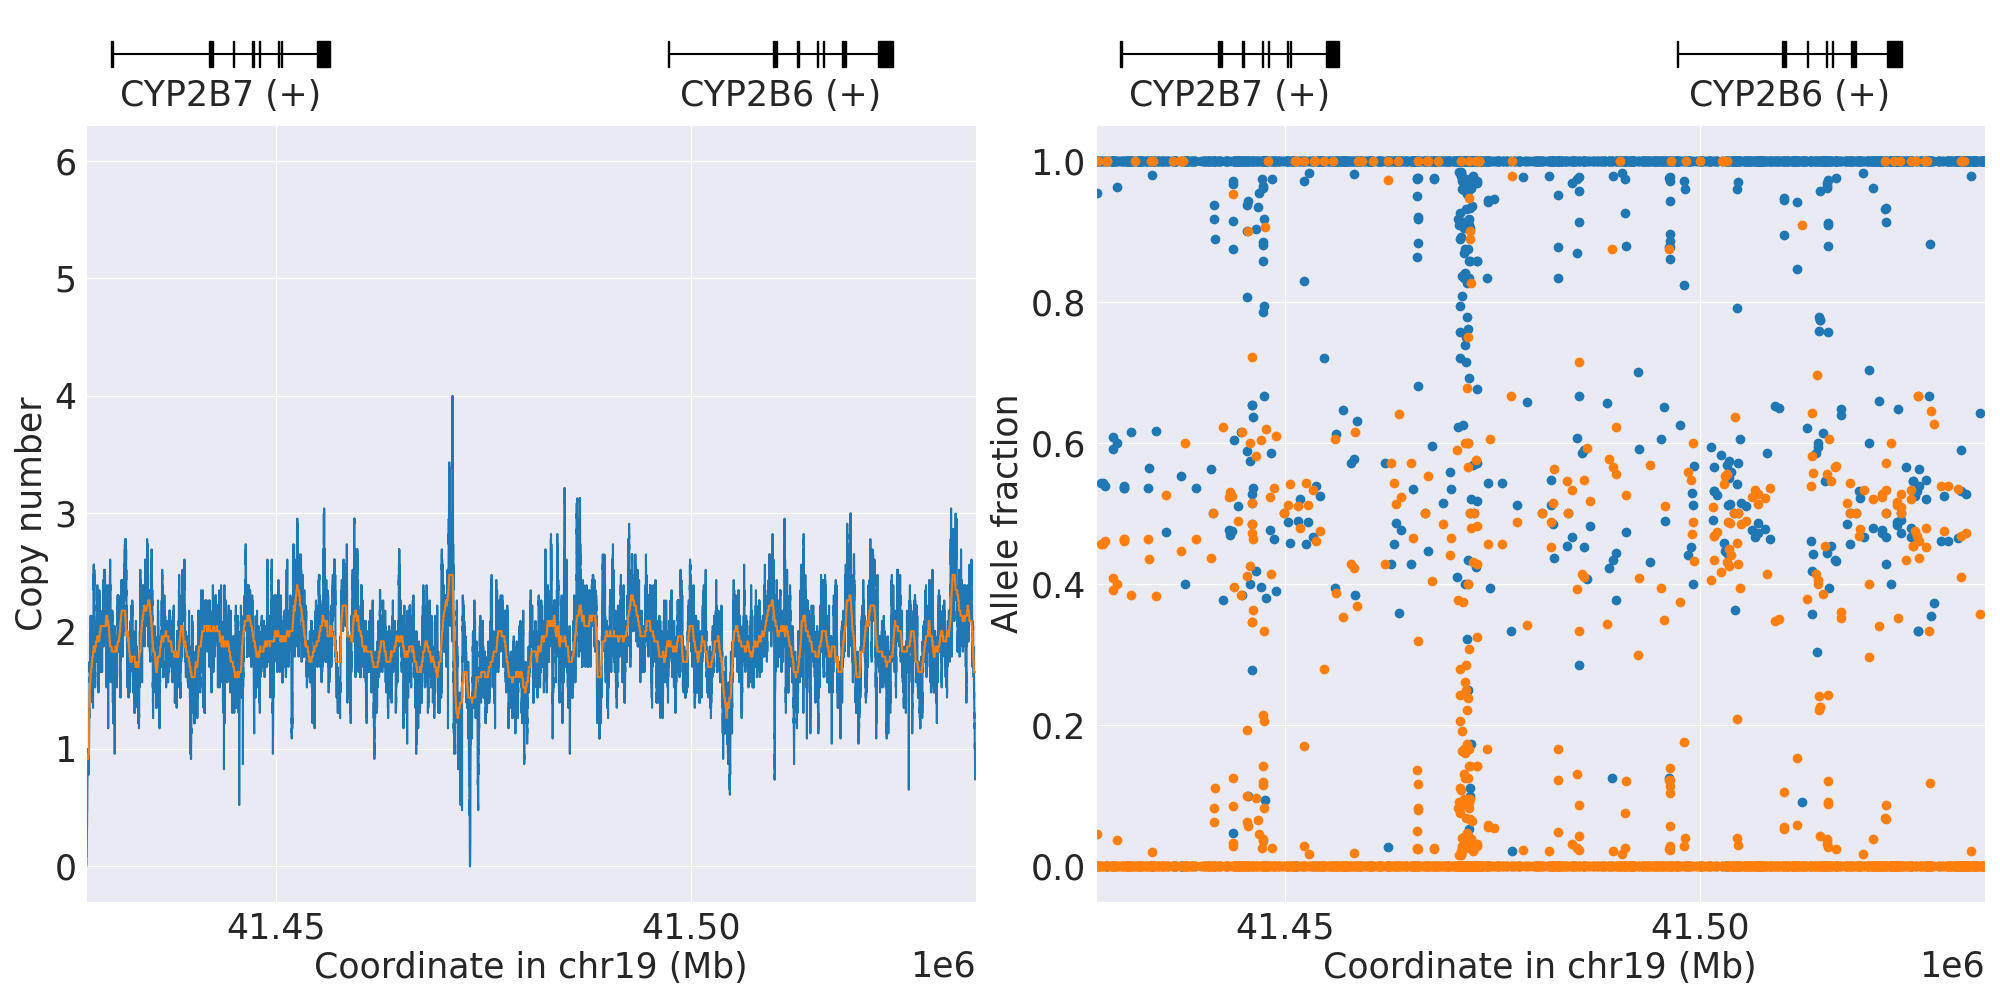 CYP2B7 (+)
CYP2B6 (+)
CYP2B7 (+)
CYP2B6 (+)
Copy number
6
5
4
3
2
1
0
41.45
41.50
Coordinate in chr19 (Mb)
1e6
Allele fraction
1.0
0.8
0.6
0.4
0.2
0.0
41.45
41.50
Coordinate in chr19 (Mb)
1e6